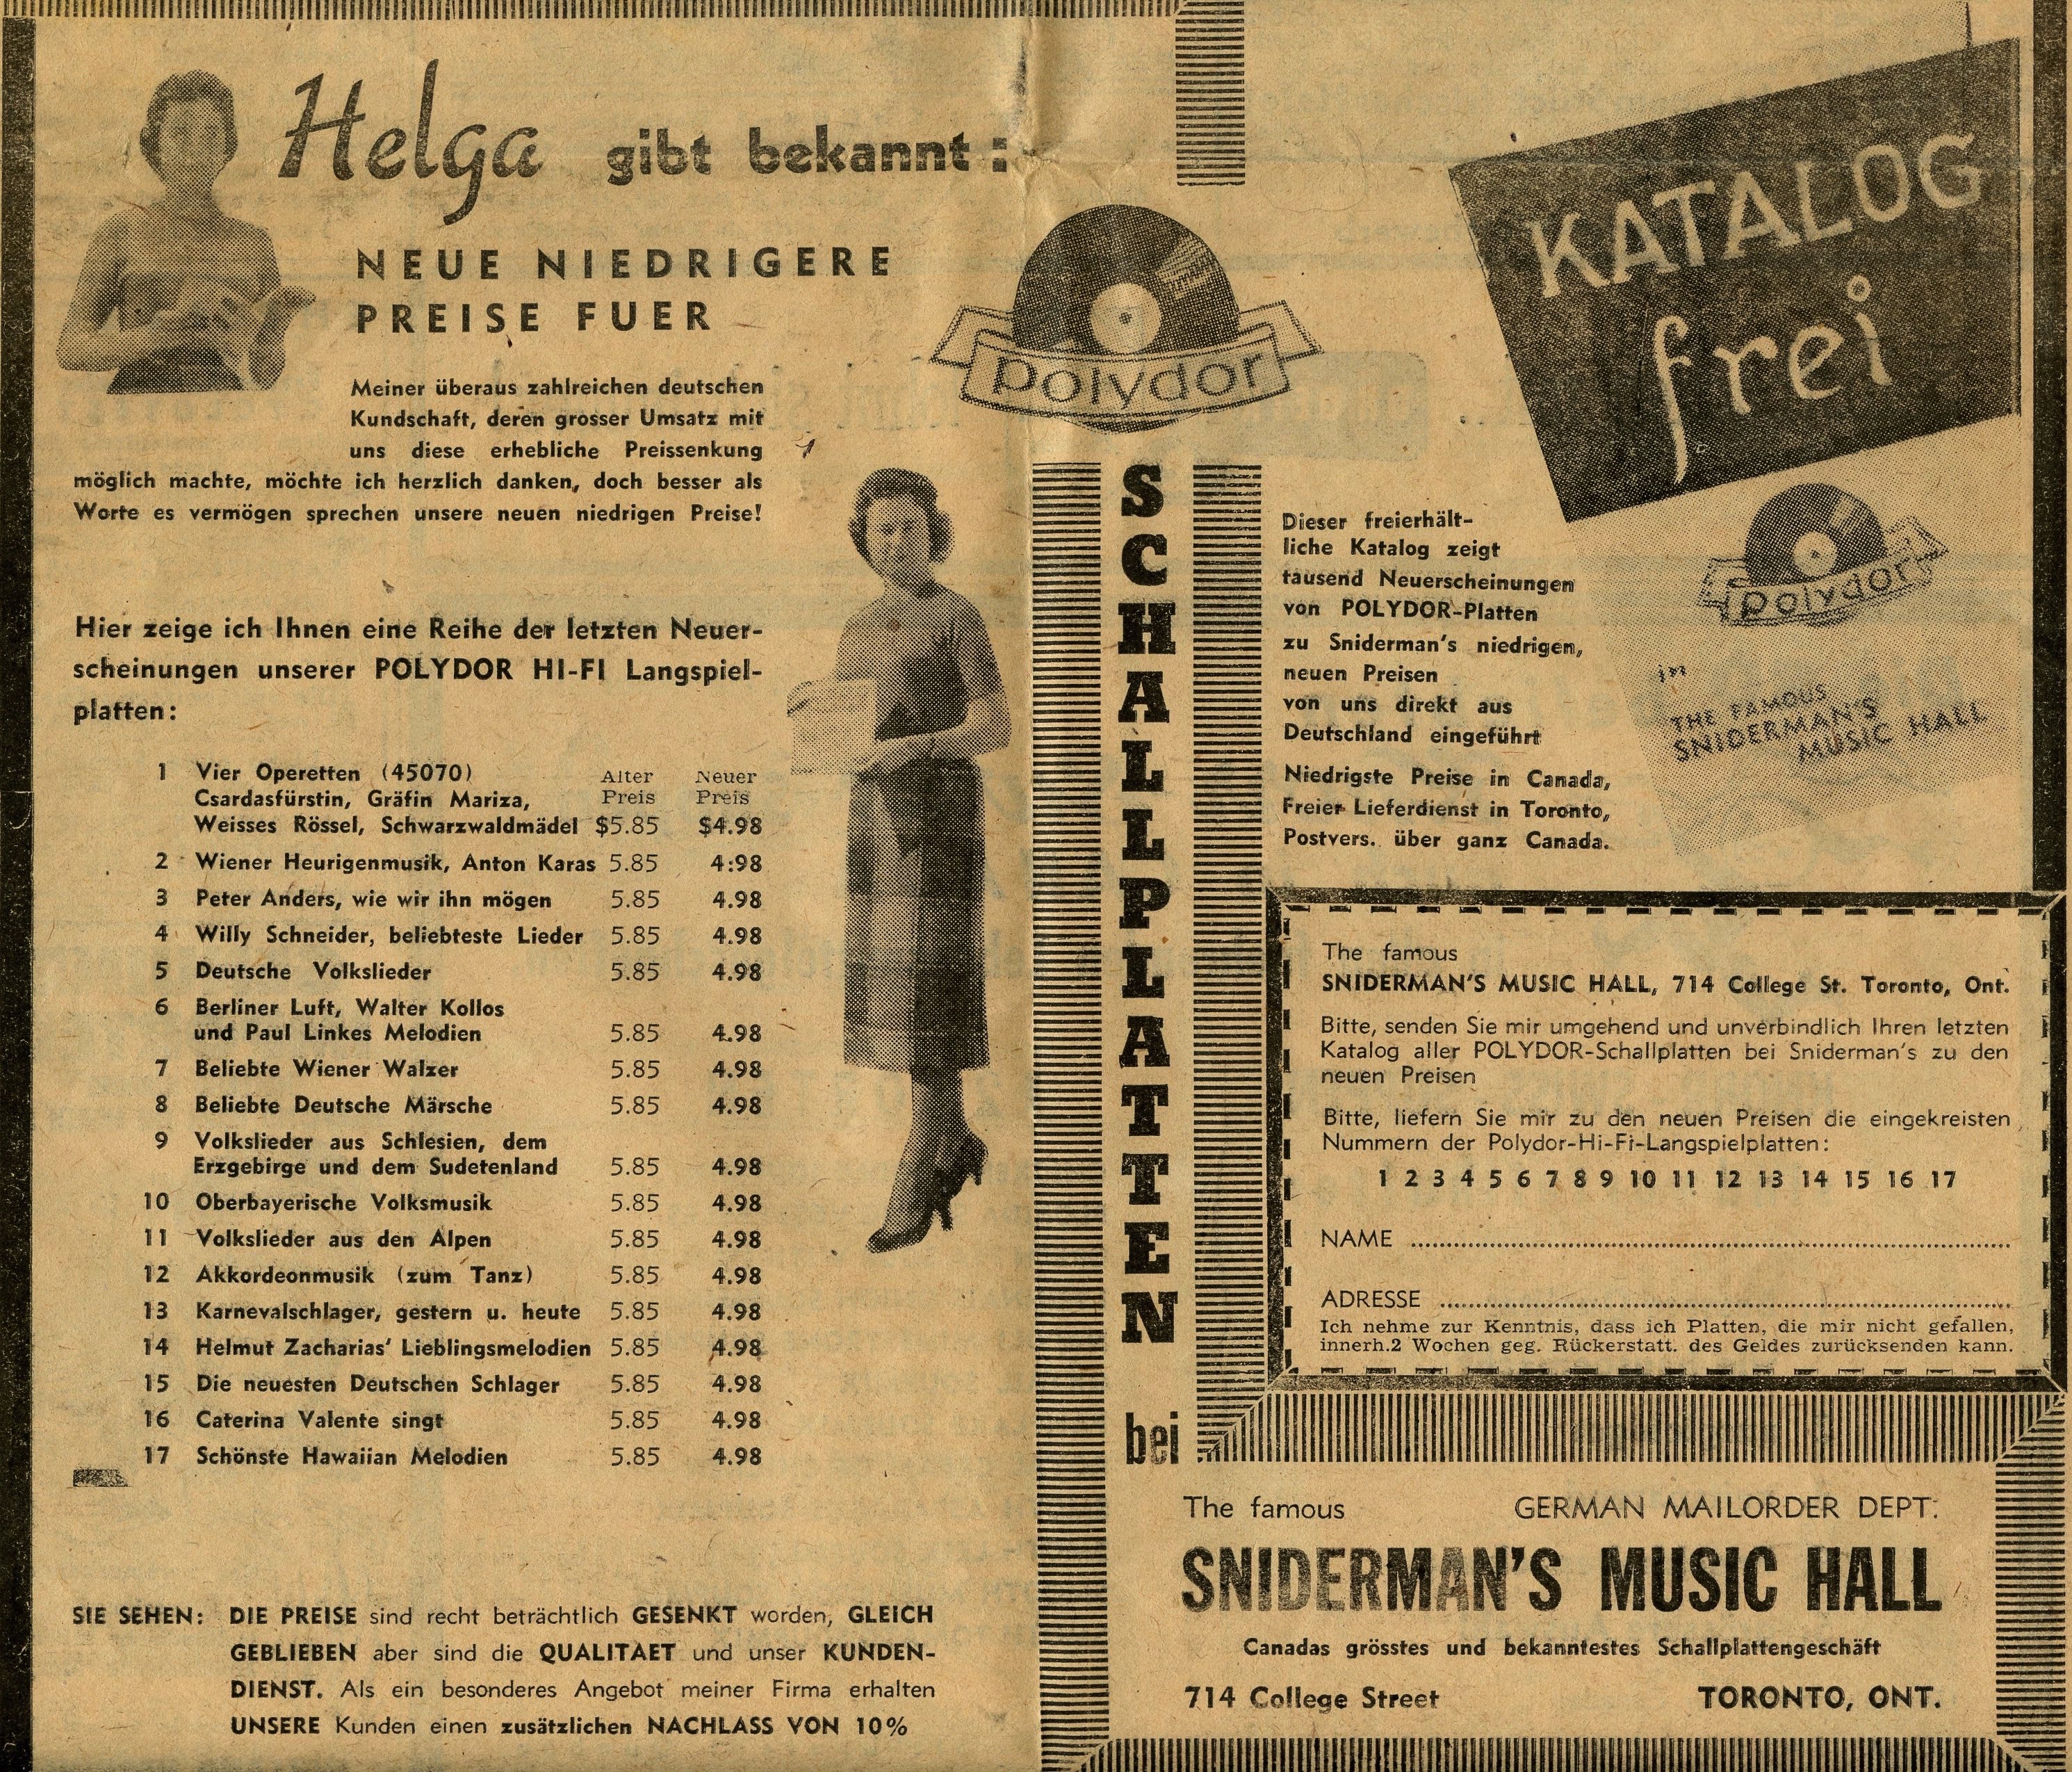 Helga gibt bekannt:
NEUE NIEDRIGERE
PREISE FUER
polydor
Meiner überaus zahlreichen deutschen
Kundschaft, deren grosser Umsatz mit
uns diese erhebliche Preissenkung
möglich machte, möchte ich herzlich danken, doch besser als
Worte es vermögen sprechen unsere neuen niedrigen Preise!
Hier zeige ich Ihnen eine Reihe der letzten Neuer-
scheinungen unserer POLYDOR HI-FI Langspiel-
platten:
Alter Neuer
Preis Preis
1 Vier Operetten (45070)
Csardasfürstin, Gräfin Mariza,
Weisses Rössel, Schwarzwaldmädel $5.85 $4.98
2 Wiener Heurigenmusik, Anton Karas 5.85 4:98
3 Peter Anders, wie wir ihn mögen 5.85 4.98
4 Willy Schneider, beliebteste Lieder 5.85 4.98
5 Deutsche Volkslieder 5.85 4.98
6 Berliner Luft, Walter Kollos
und Paul Linkes Melodien 5.85 4.98
7 Beliebte Wiener Walzer 5.85 4.98
8 Beliebte Deutsche Märsche 5.85 4.98
9 Volkslieder aus Schlesien, dem
Erzgebirge und dem Sudetenland 5.85 4.98
10 Oberbayerische Volksmusik 5.85 4.98
11 Volkslieder aus den Alpen 5.85 4.98
12 Akkordeonmusik (zum Tanz) 5.85 4.98
13 Karnevalschlager, gestern u. heute 5.85 4.98
14 Helmut Zacharias' Lieblingsmelodien 5.85 4.98
15 Die neuesten Deutschen Schlager 5.85 4.98
16 Caterina Valente singt 5.85 4.98
17 Schönste Hawaiian Melodien 5.85 4.98
SIE SEHEN: DIE PREISE sind recht beträchtlich GESENKT worden, GLEICH
GEBLIEBEN aber sind die QUALITAET und unser KUNDEN-
DIENST. Als ein besonderes Angebot meiner Firma erhalten
UNSERE Kunden einen zusätzlichen NACHLASS VON 10%
SCHALLPLATTEN
bei
KATALOG
frei
polydor
in
THE FAMOUS
SNIDERMAN'S
MUSIC HALL
Dieser freierhält-
liche Katalog zeigt
tausend Neuerscheinungen
von POLYDOR-Platten
zu Sniderman's niedrigen,
neuen Preisen
von uns direkt aus
Deutschland eingeführt
Niedrigste Preise in Canada,
Freier Lieferdienst in Toronto,
Postvers. über ganz Canada.
The famous
SNIDERMAN'S MUSIC HALL, 714 College St. Toronto, Ont.
Bitte, senden Sie mir umgehend und unverbindlich Ihren letzten
Katalog aller POLYDOR-Schallplatten bei Sniderman's zu den
neuen Preisen
Bitte, liefern Sie mir zu den neuen Preisen die eingekreisten
Nummern der Polydor-Hi-Fi-Langspielplatten:
1 2 3 4 5 6 7 8 9 10 11 12 13 14 15 16 17
NAME
ADRESSE
Ich nehme zur Kenntnis, dass ich Platten, die mir nicht gefallen,
innerh.2 Wochen geg. Rückerstatt. des Geldes zurücksenden kann.
The famous GERMAN MAILORDER DEPT:
SNIDERMAN'S MUSIC HALL
Canadas grösstes und bekanntestes Schallplattengeschäft
714 College Street TORONTO, ONT.